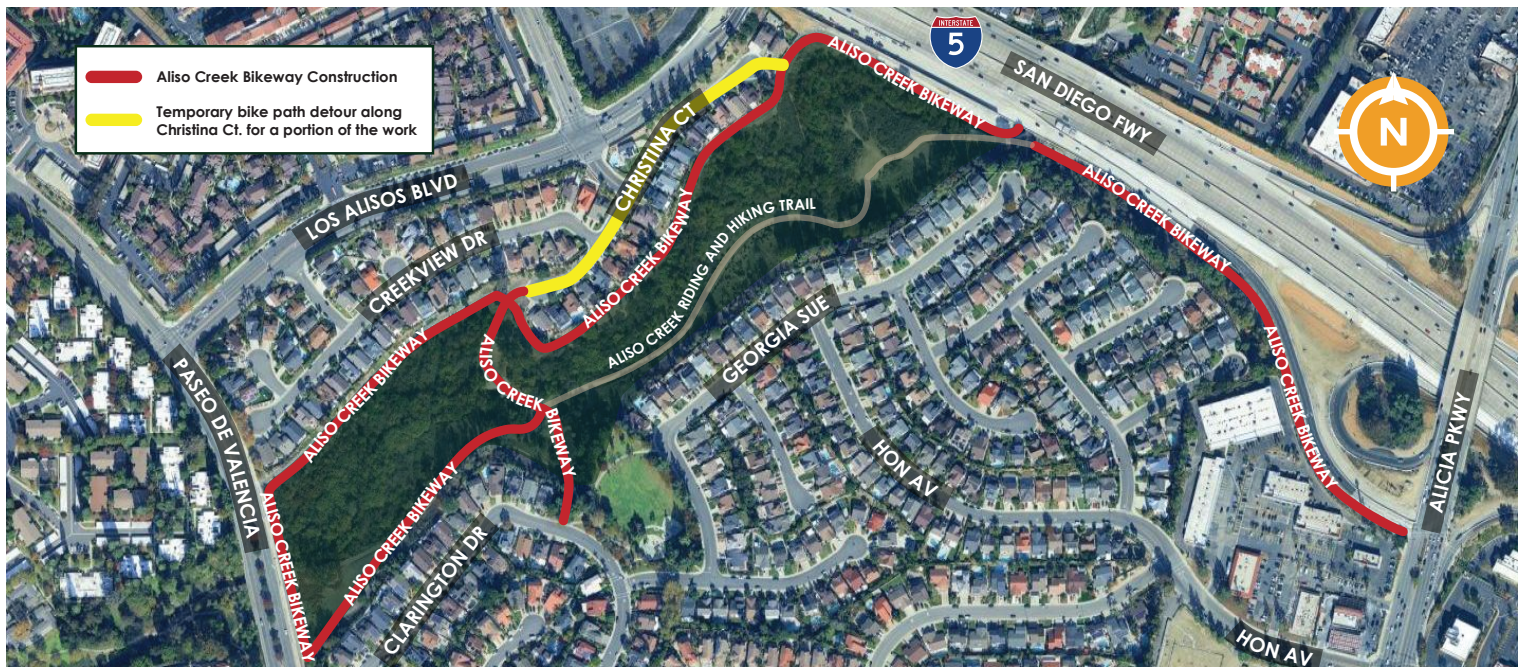 Aliso Creek Bikeway Construction
Temporary bike path detour along
Christina Ct. for a portion of the work
INTERSTATE
5
SAN DIEGO FWY
N
ALISO CREEK BIKEWAY
CHRISTINA CT
ALISO CREEK BIKEWAY
LOS ALISOS BLVD
ALISO CREEK RIDING AND HIKING TRAIL
ALISO CREEK BIKEWAY
CREEKVIEW DR
GEORGIA SUE
ALISO CREEK BIKEWAY
ALISO CREEK BIKEWAY
ALISO CREEK BIKEWAY
PASEO DE VALENCIA
HON AV
ALICIA PKWY
ALISO CREEK BIKEWAY
ALISO CREEK BIKEWAY
CLARINGTON DR
HON AV